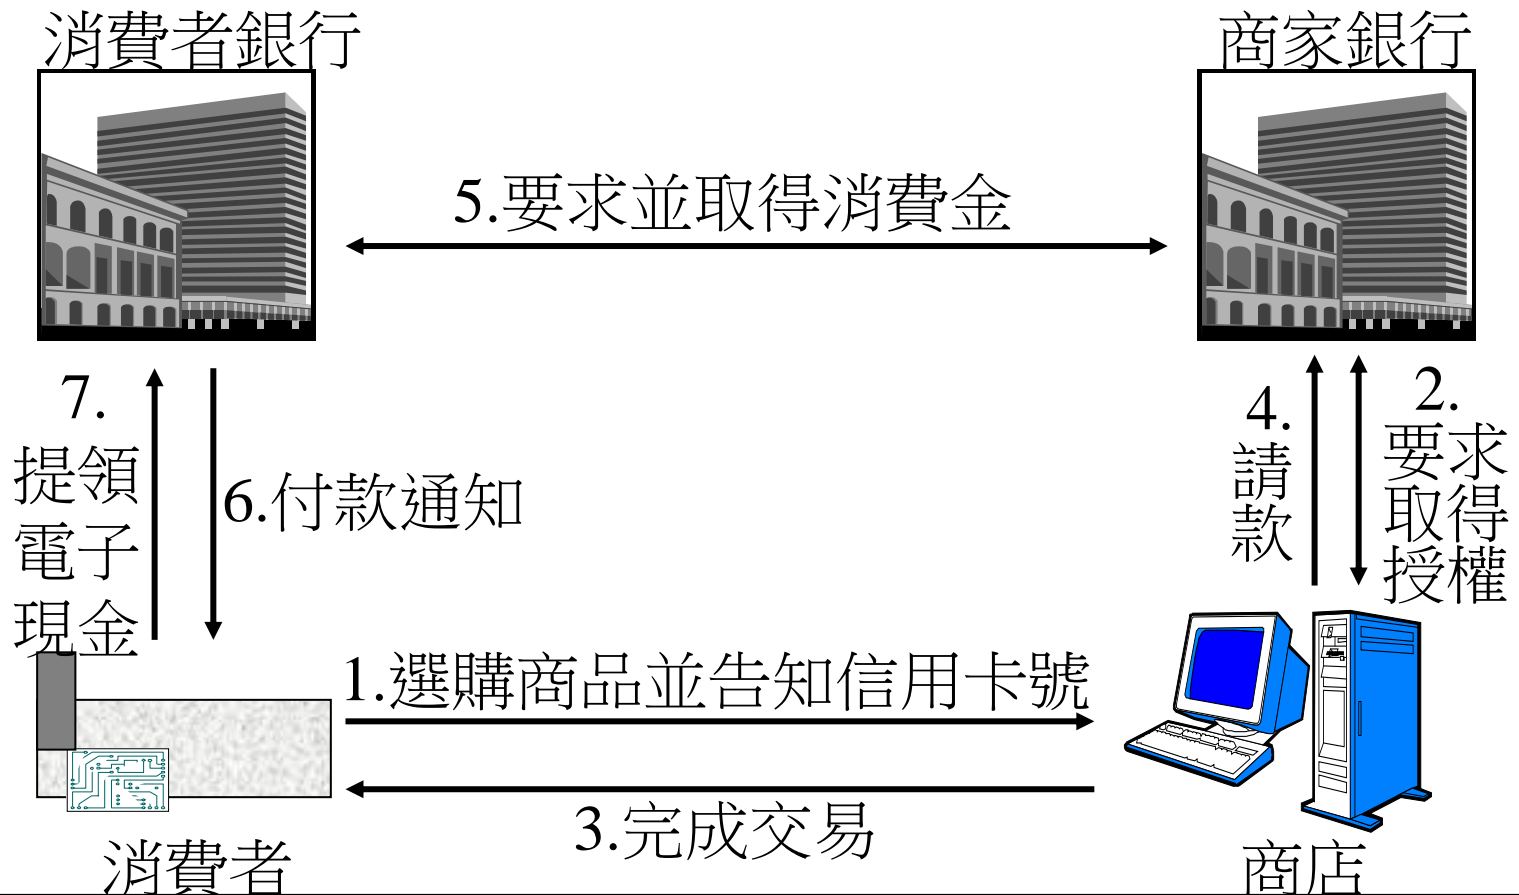 消費者銀行
商家銀行
5.要求並取得消費金
7.
提領
電子
現金
6.付款通知
4.
請
款
2.
要求
取得
授權
1.選購商品並告知信用卡號
3.完成交易
消費者
商店